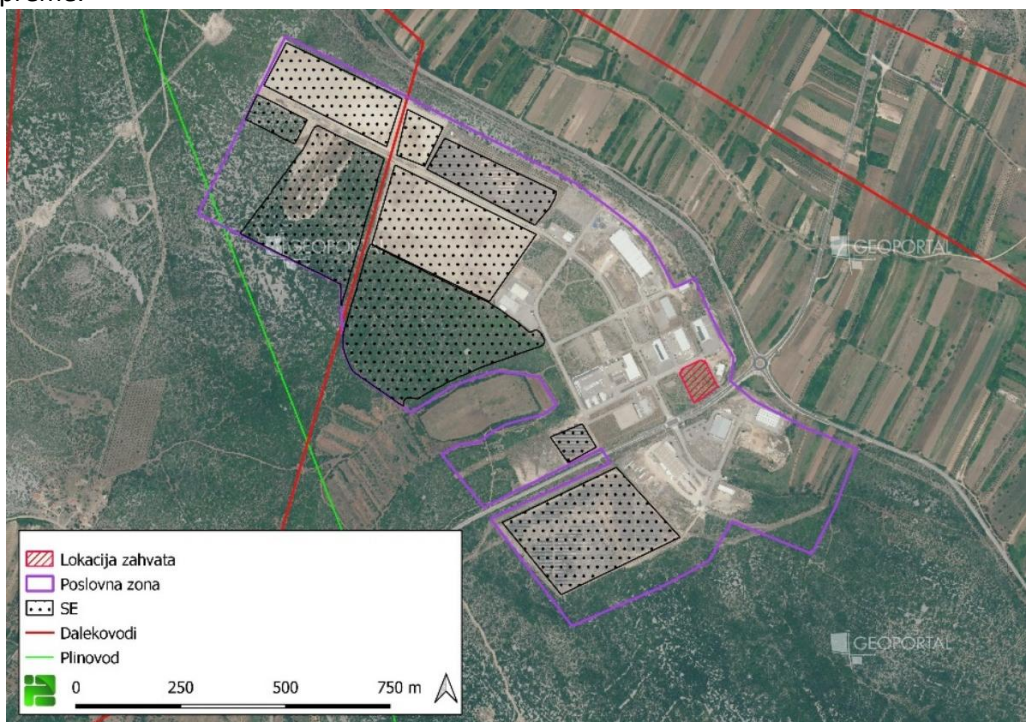 GEOPORTAL
GEOPORTAL
GEOPORTAL
Lokacija zahvata
Poslovna zona
SE
Dalekovodi
Plinovod
0 250 500 750 m